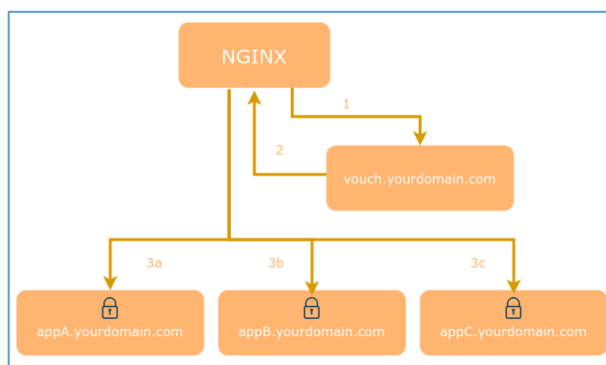 NGINX
1
2
vouch.yourdomain.com
3a
3b
3c
appA.yourdomain.com
appB.yourdomain.com
appC.yourdomain.com